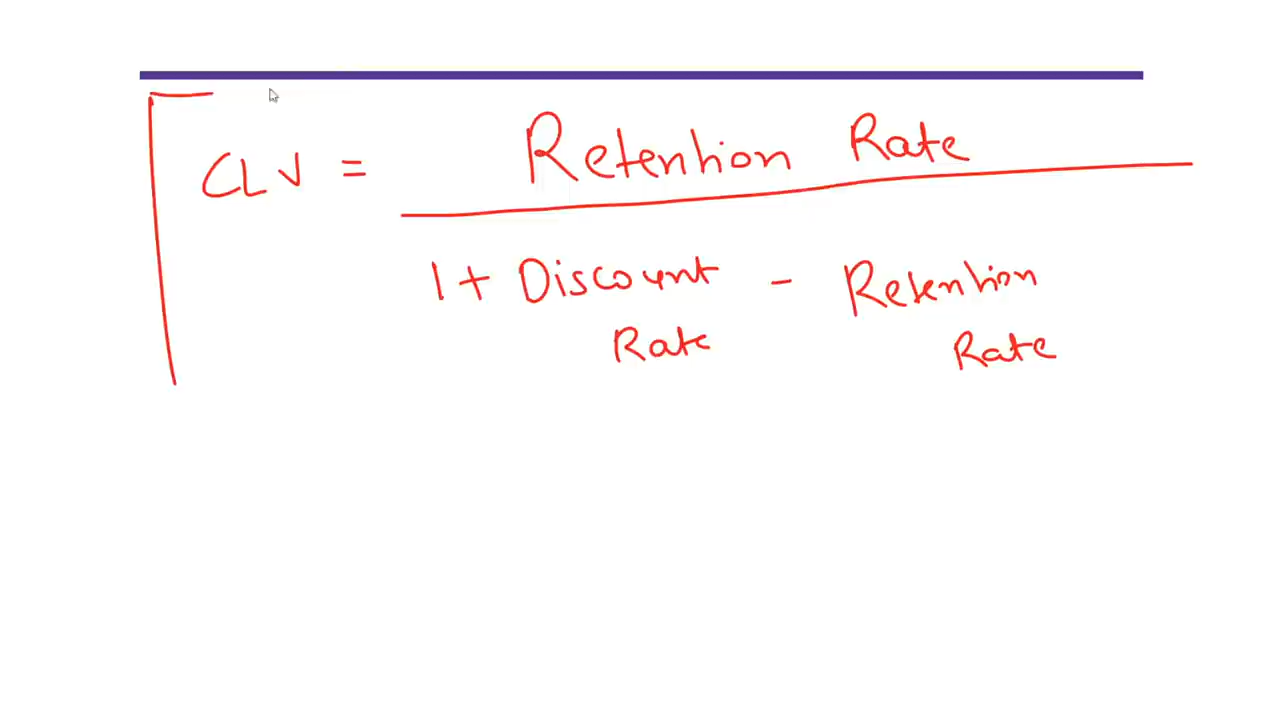 CLV = Retention Rate
1 + Discount - Retention
Rate Rate